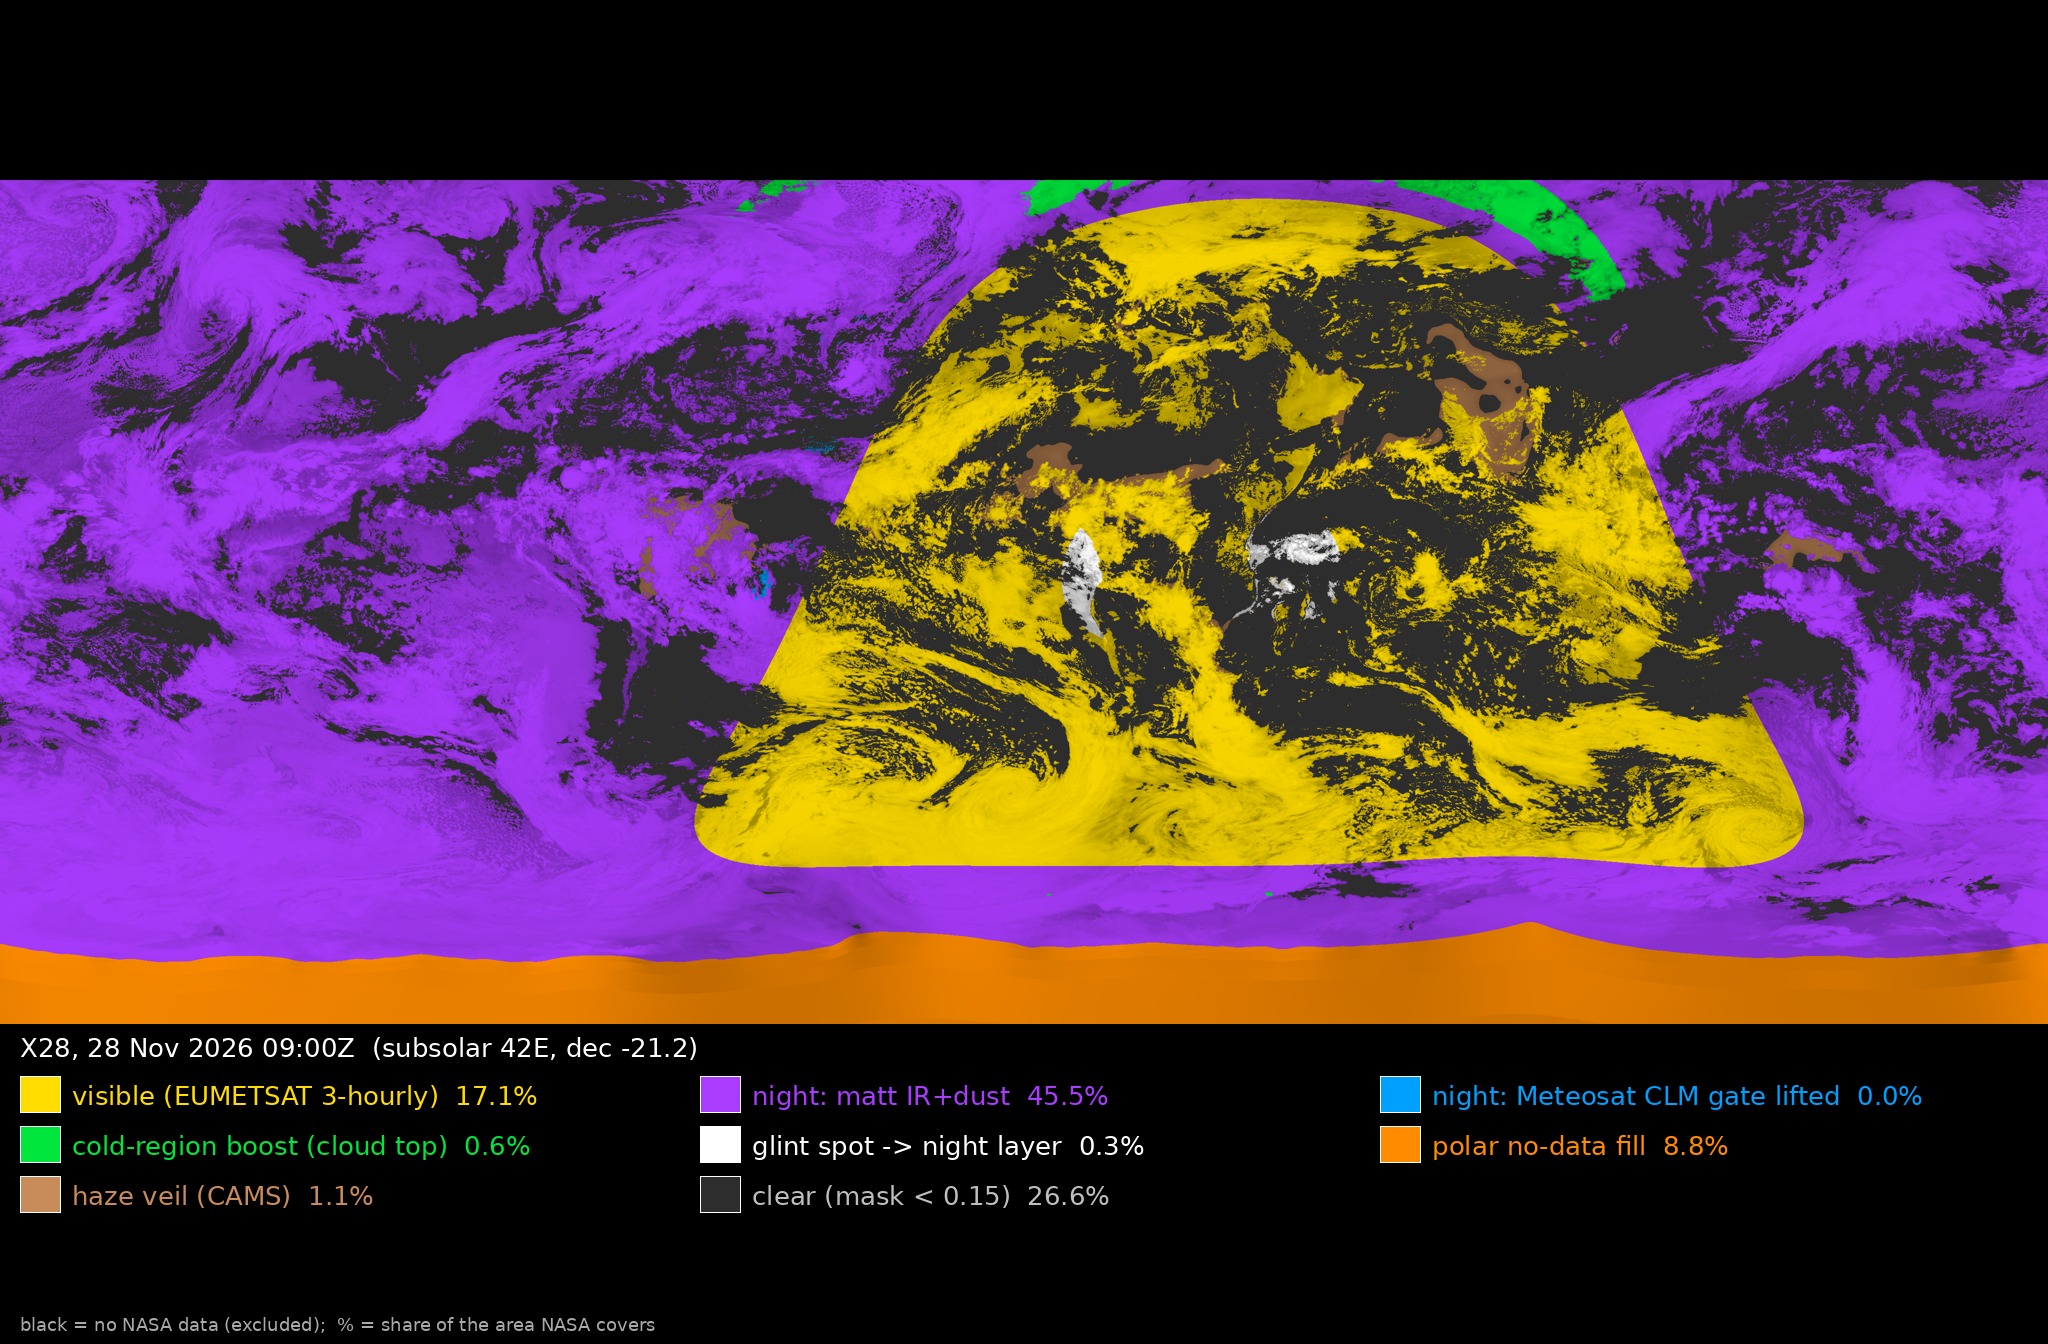 X28, 28 Nov 2026 09:00Z  (subsolar 42E, dec -21.2)
visible (EUMETSAT 3-hourly)  17.1%
night: matt IR+dust  45.5%
night: Meteosat CLM gate lifted  0.0%
cold-region boost (cloud top)  0.6%
glint spot -> night layer  0.3%
polar no-data fill  8.8%
haze veil (CAMS)  1.1%
clear (mask < 0.15)  26.6%
black = no NASA data (excluded);  % = share of the area NASA covers